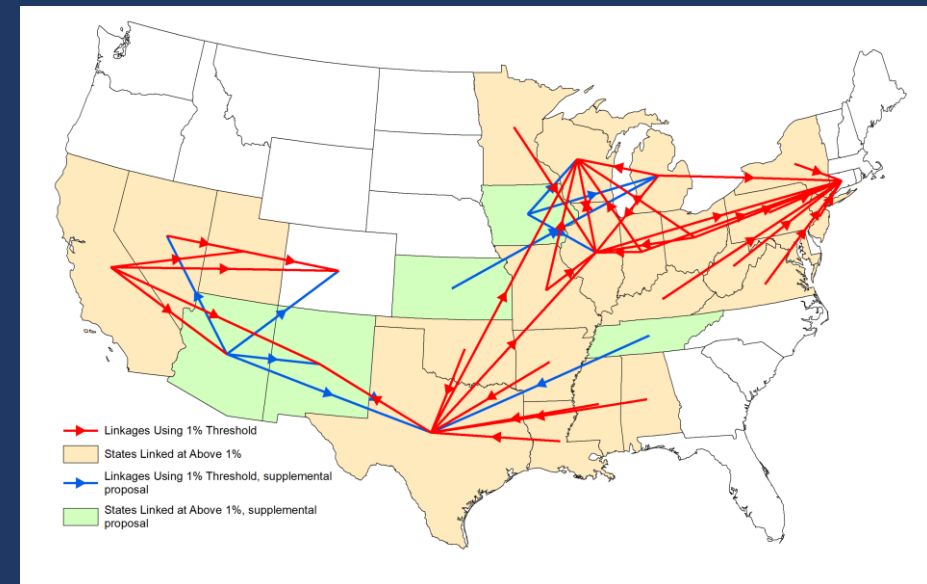 Linkages Using 1% Threshold
States Linked at Above 1%
Linkages Using 1% Threshold, supplemental
proposal
States Linked at Above 1%, supplemental
proposal